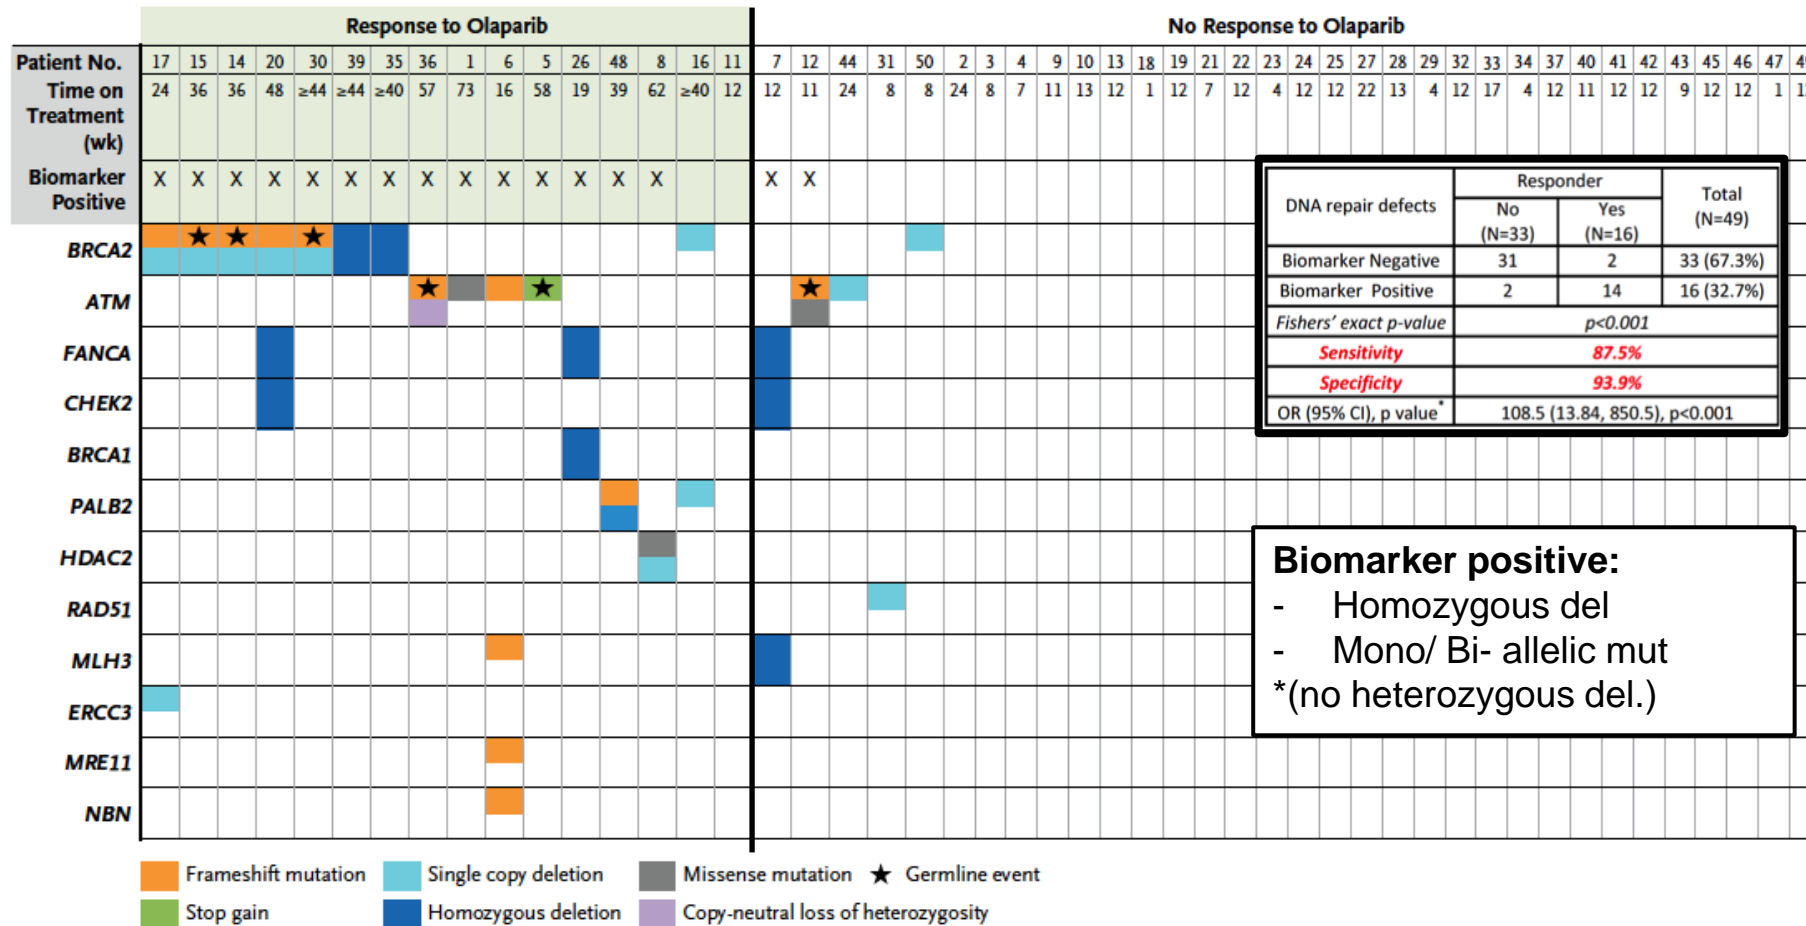 Response to Olaparib No Response to Olaparib
Patient No. 17 15 14 20 30 39 35 36 1 6 5 26 48 8 16 11 7 12 44 31 50 2 3 4 9 10 13 18 19 21 22 23 24 25 27 28 29 32 33 34 37 40 41 42 43 45 46 47
Time on Treatment (wk) 24 36 36 48 ≥44 ≥44 ≥40 57 73 16 58 19 39 62 ≥40 12 12 11 24 8 8 24 8 7 11 13 12 1 12 7 12 4 12 12 22 13 4 12 17 4 12 11 12 12 9 12 12 1
Biomarker Positive X X X X X X X X X X X X X X X X
BRCA2
ATM
FANCA
CHEK2
BRCA1
PALB2
HDAC2
RAD51
MLH3
ERCC3
MRE11
NBN
DNA repair defects Responder Total (N=49)
No (N=33) Yes (N=16)
Biomarker Negative 31 2 33 (67.3%)
Biomarker Positive 2 14 16 (32.7%)
Fishers' exact p-value p<0.001
Sensitivity 87.5%
Specificity 93.9%
OR (95% CI), p value* 108.5 (13.84, 850.5), p<0.001
Biomarker positive:
- Homozygous del
- Mono/ Bi- allelic mut
*(no heterozygous del.)
Frameshift mutation Single copy deletion Missense mutation ★ Germline event
Stop gain Homozygous deletion Copy-neutral loss of heterozygosity